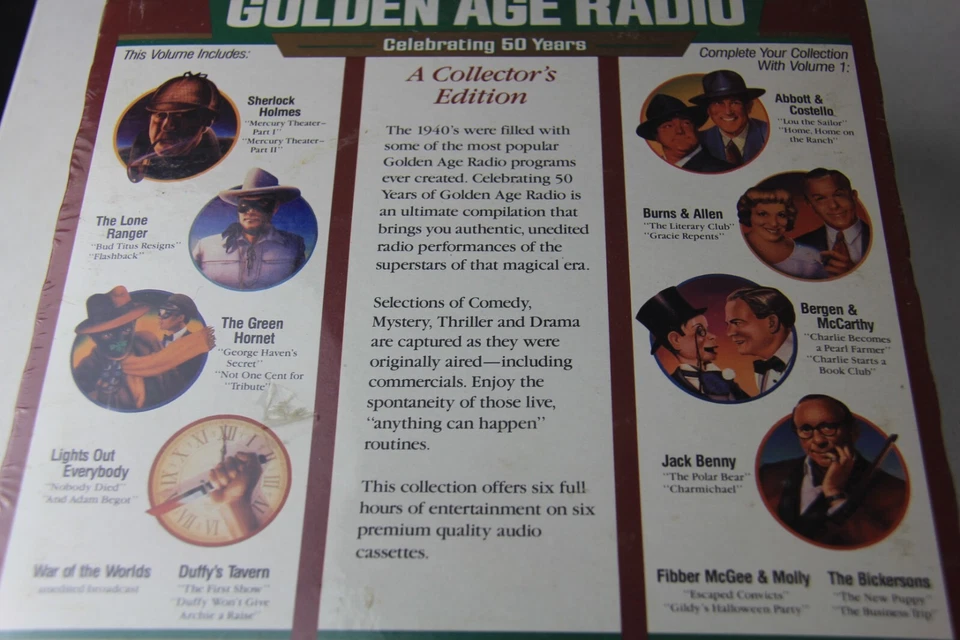 GOLDEN AGE RADIO
Celebrating 50 Years
This Volume Includes:
Sherlock
Holmes
"Mercury Theater–
Part I"
"Mercury Theater–
Part II"
The Lone
Ranger
"Bud Titus Resigns"
"Flashback"
The Green
Hornet
"George Haven's
Secret"
"Not One Cent for
"Tribute"
Lights Out
Everybody
"Nobody Died"
"And Adam Begot"
War of the Worlds
broadcast
Duffy's Tavern
"The First Show"
"Duffy Won't Give
Archie a Raise"
A Collector's
Edition
The 1940's were filled with
some of the most popular
Golden Age Radio programs
ever created. Celebrating 50
Years of Golden Age Radio is
an ultimate compilation that
brings you authentic, unedited
radio performances of the
superstars of that magical era.
Selections of Comedy,
Mystery, Thriller and Drama
are captured as they were
originally aired—including
commercials. Enjoy the
spontaneity of those live,
"anything can happen"
routines.
This collection offers six full
hours of entertainment on six
premium quality audio
cassettes.
Complete Your Collection
With Volume 1:
Abbott &
Costello
"Lou the Sailor"
"Home, Home on
the Ranch"
Burns & Allen
"The Literary Club"
"Gracie Repents"
Bergen &
McCarthy
"Charlie Becomes
a Pearl Farmer"
"Charlie Starts a
Book Club"
Jack Benny
"The Polar Bear"
"Charmichael"
Fibber McGee & Molly
"Escaped Convicts"
"Gildy's Halloween Party"
The Bickersons
"The New Puppy"
"The Business Trip"